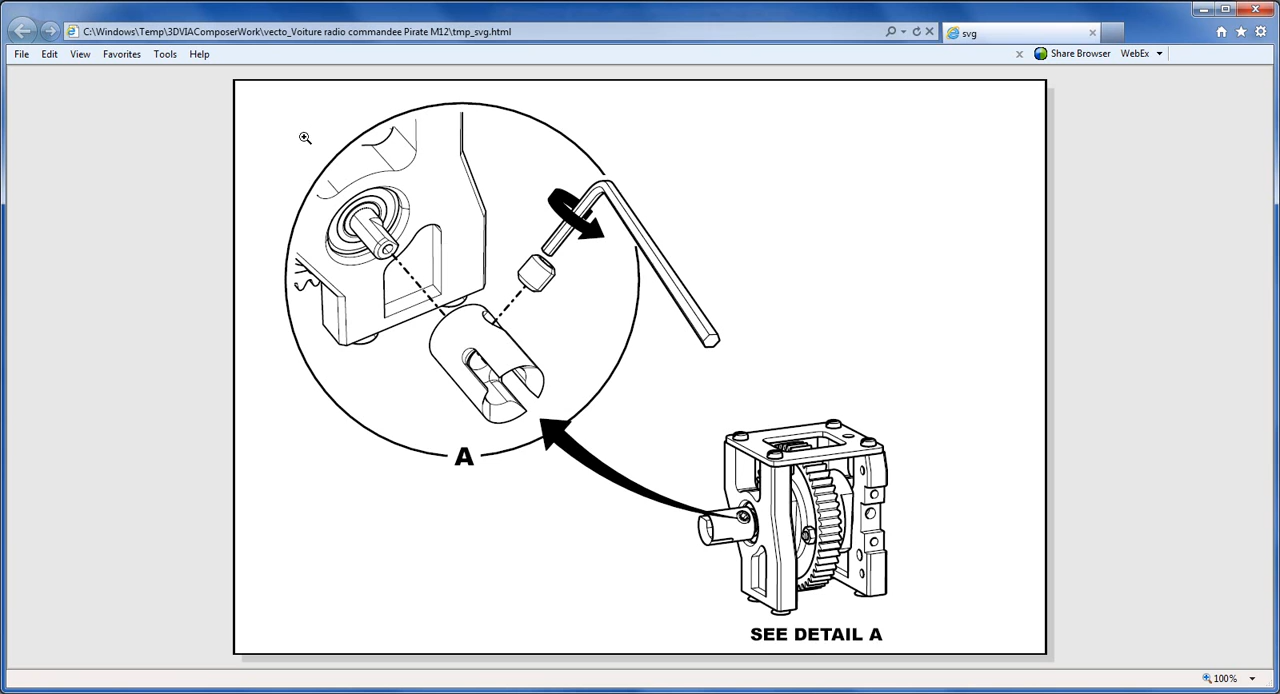 C:\Windows\Temp\3DVIAComposerWork\vecto_Voiture radio commandee Pirate M12\tmp_svg.html
svg
File Edit View Favorites Tools Help
Share Browser WebEx
A
SEE DETAIL A
100%